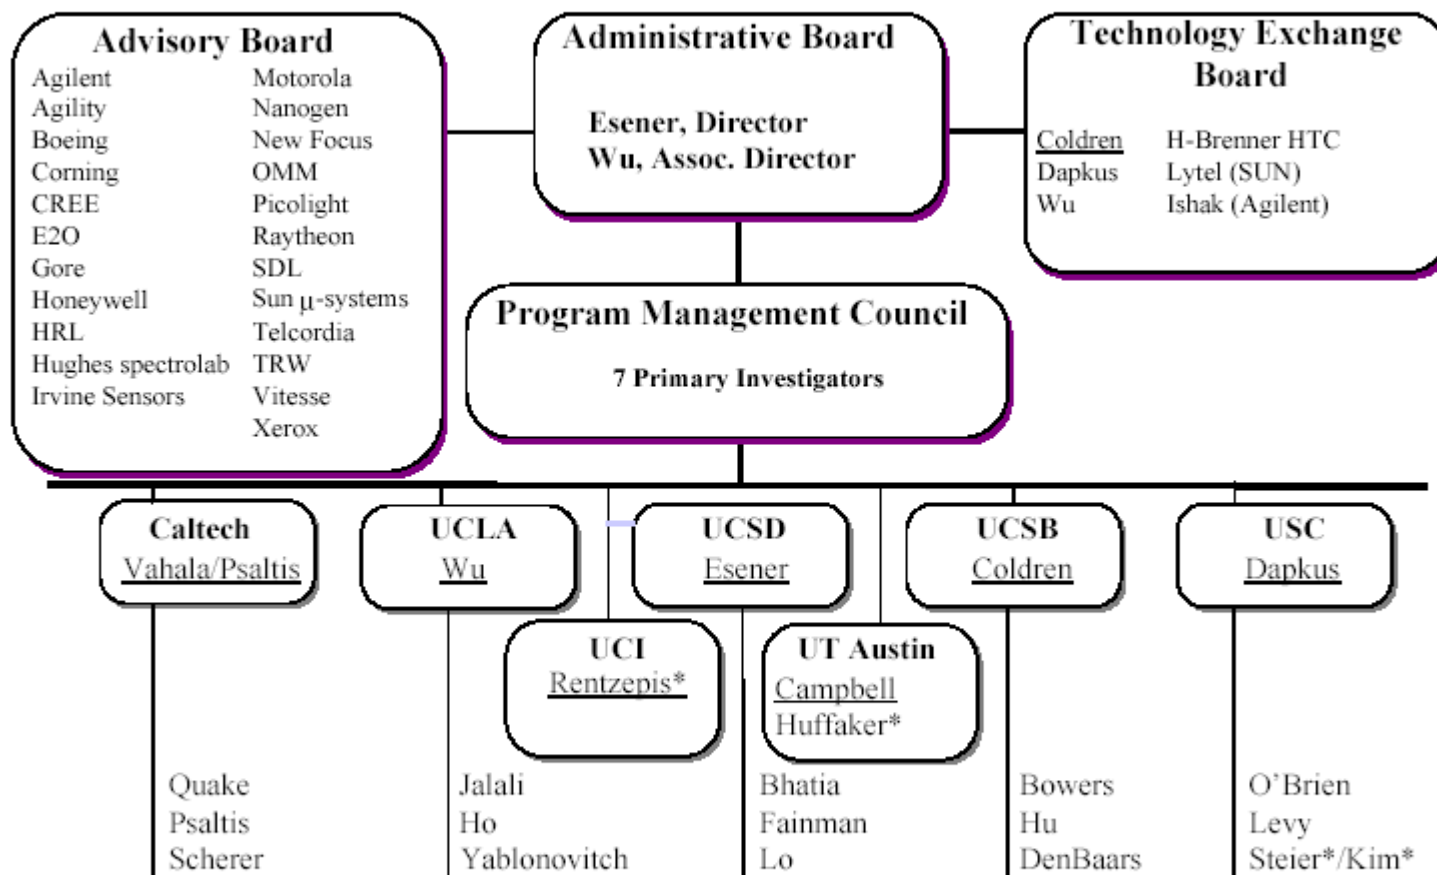 Advisory Board
Agilent Motorola
Agility Nanogen
Boeing New Focus
Corning OMM
CREE Picolight
E2O Raytheon
Gore SDL
Honeywell Sun μ-systems
HRL Telcordia
Hughes spectrolab TRW
Irvine Sensors Vitesse
Xerox
Administrative Board
Esener, Director
Wu, Assoc. Director
Technology Exchange
Board
Coldren H-Brenner HTC
Dapkus Lytel (SUN)
Wu Ishak (Agilent)
Program Management Council
7 Primary Investigators
Caltech
Vahala/Psaltis
UCLA
Wu
UCSD
Esener
UCSB
Coldren
USC
Dapkus
UCI
Rentzepis*
UT Austin
Campbell
Huffaker*
Quake
Psaltis
Scherer
Jalali
Ho
Yablonovitch
Bhatia
Fainman
Lo
Bowers
Hu
DenBaars
O’Brien
Levy
Steier*/Kim*